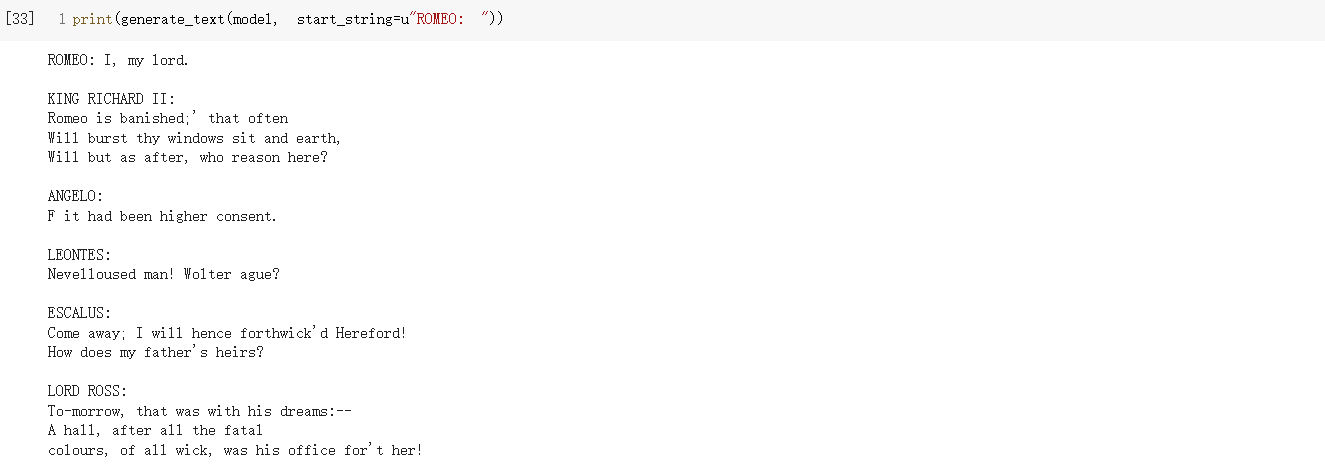 [33] 1 print(generate_text(model,  start_string=u"ROMEO:  "))
ROMEO: I, my lord.
KING RICHARD II:
Romeo is banished;' that often
Will burst thy windows sit and earth,
Will but as after, who reason here?
ANGELO:
F it had been higher consent.
LEONTES:
Nevelloused man! Wolter ague?
ESCALUS:
Come away; I will hence forthwick'd Hereford!
How does my father's heirs?
LORD ROSS:
To-morrow, that was with his dreams:--
A hall, after all the fatal
colours, of all wick, was his office for't her!